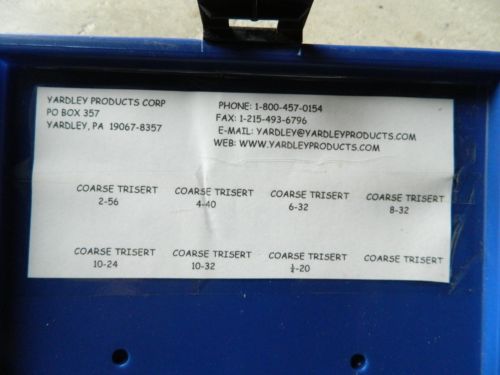 YARDLEY PRODUCTS CORP
PO BOX 357
YARDLEY, PA 19067-8357
PHONE: 1-800-457-0154
FAX: 1-215-493-6796
E-MAIL: YARDLEY@YARDLEYPRODUCTS.COM
WEB: WWW.YARDLEYPRODUCTS.COM
COARSE TRISERT COARSE TRISERT COARSE TRISERT COARSE TRISERT
2-56 4-40 6-32 8-32
COARSE TRISERT COARSE TRISERT COARSE TRISERT COARSE TRISERT
10-24 10-32 ¼-20